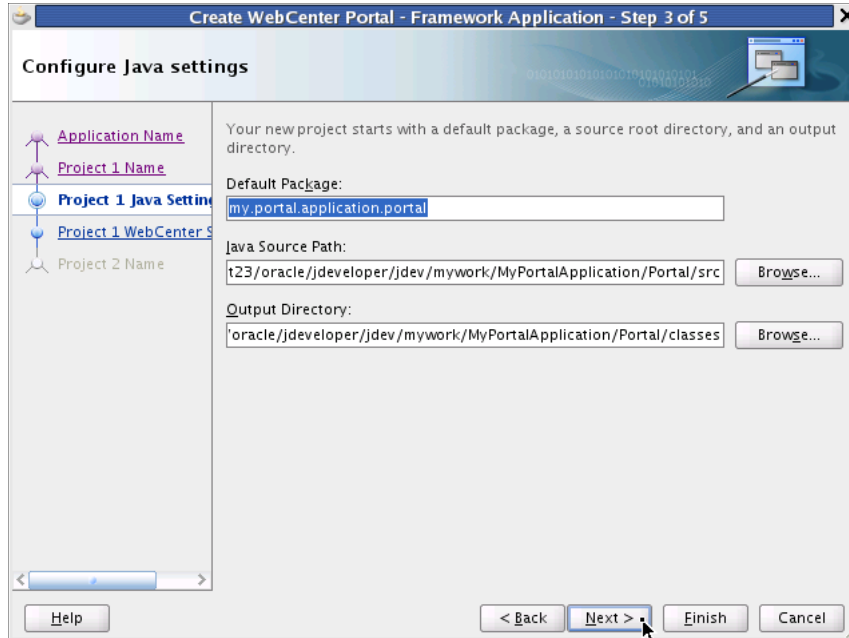 Create WebCenter Portal - Framework Application - Step 3 of 5
Configure Java settings
Application Name
Project 1 Name
Project 1 Java Setting
Project 1 WebCenter S
Project 2 Name
Your new project starts with a default package, a source root directory, and an output
directory.
Default Package:
my.portal.application.portal
Java Source Path:
t23/oracle/jdeveloper/jdev/mywork/MyPortalApplication/Portal/src
Browse...
Output Directory:
'oracle/jdeveloper/jdev/mywork/MyPortalApplication/Portal/classes
Browse...
Help
< Back
Next >
Finish
Cancel